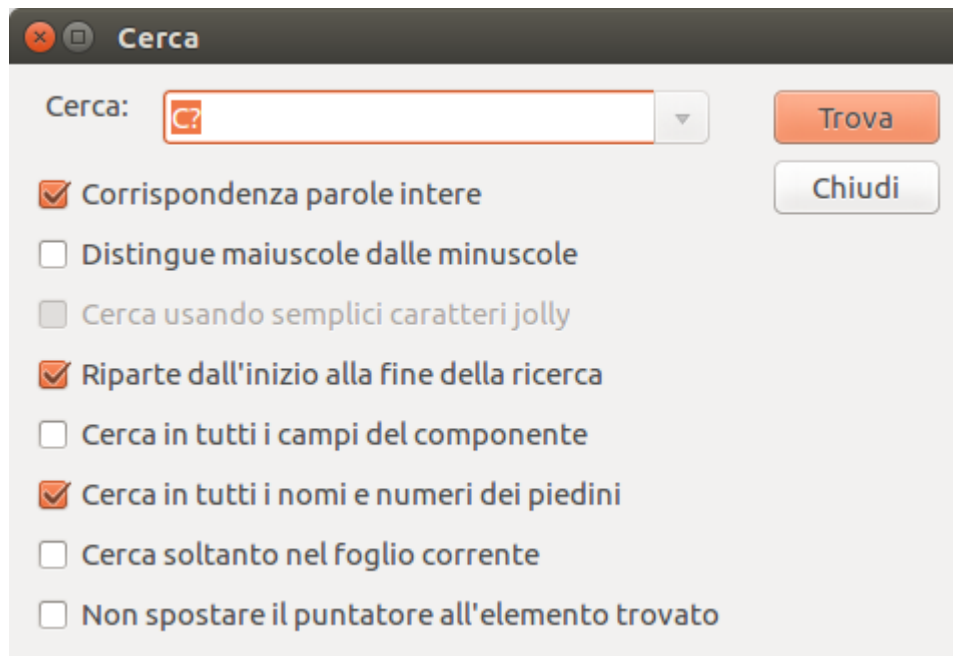 Cerca
Cerca: C? Trova
Chiudi
Corrispondenza parole intere
Distingue maiuscole dalle minuscole
Cerca usando semplici caratteri jolly
Riparte dall'inizio alla fine della ricerca
Cerca in tutti i campi del componente
Cerca in tutti i nomi e numeri dei piedini
Cerca soltanto nel foglio corrente
Non spostare il puntatore all'elemento trovato